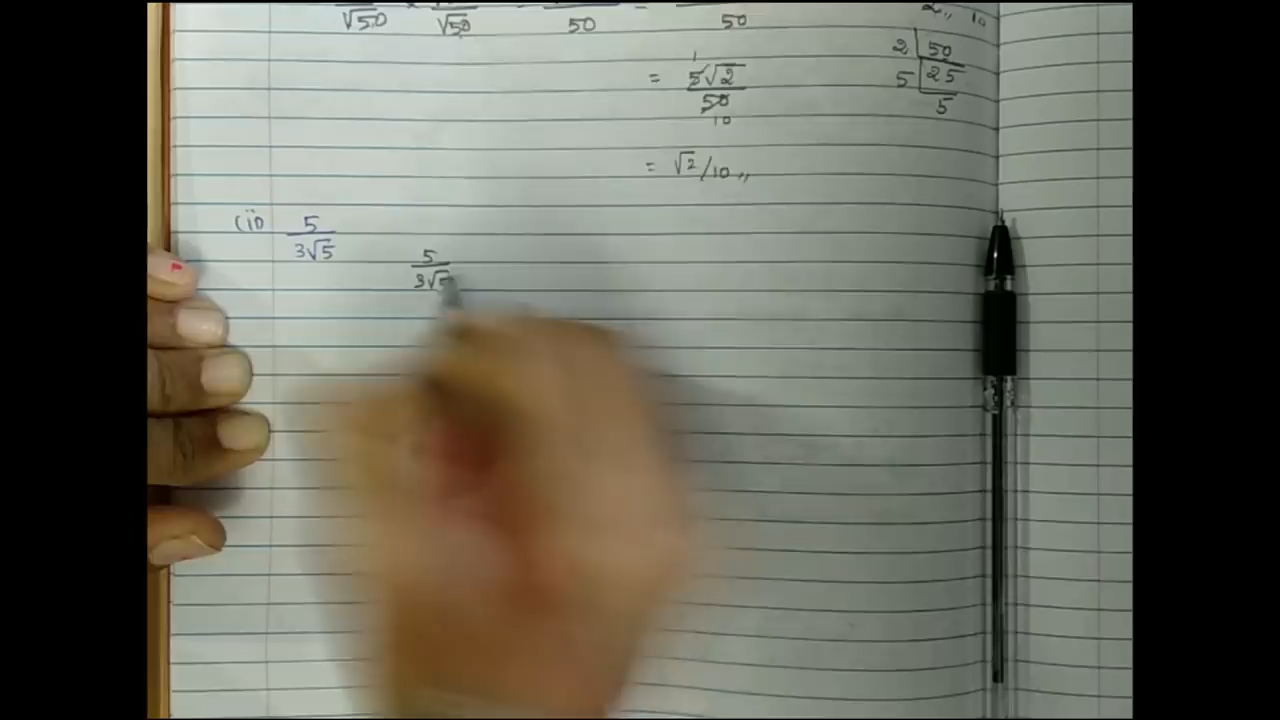 √50 √50 50 = 50
2 | 50
= 5√2 / 50 5 | 25
1 10 5
= √2/10 ,,
(ii) 5 / 3√5
5 / 3√